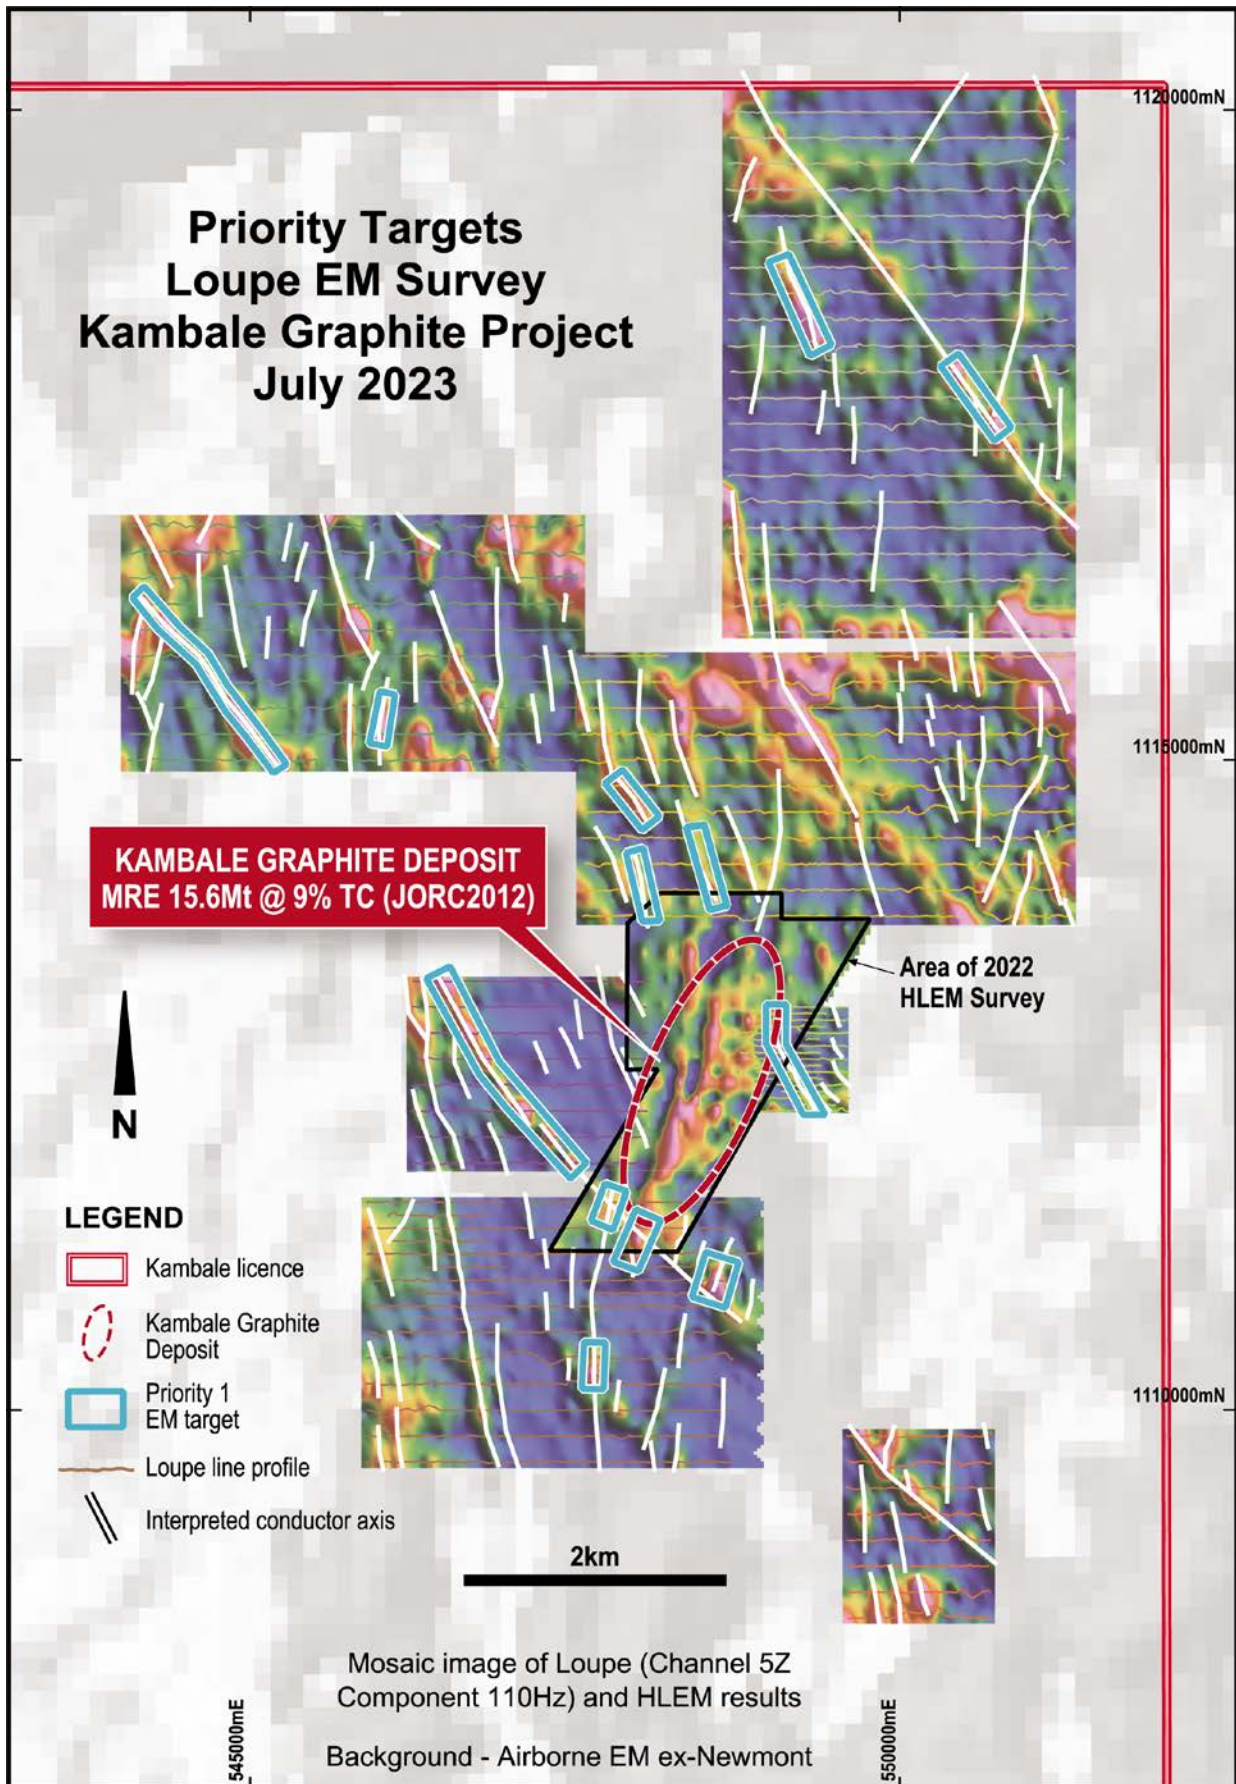 1120000mN
Priority Targets
Loupe EM Survey
Kambale Graphite Project
July 2023
1115000mN
KAMBALE GRAPHITE DEPOSIT
MRE 15.6Mt @ 9% TC (JORC2012)
Area of 2022
HLEM Survey
N
LEGEND
Kambale licence
Kambale Graphite
Deposit
Priority 1
EM target
Loupe line profile
Interpreted conductor axis
1110000mN
2km
Mosaic image of Loupe (Channel 5Z
Component 110Hz) and HLEM results
Background - Airborne EM ex-Newmont
545000mE
550000mE